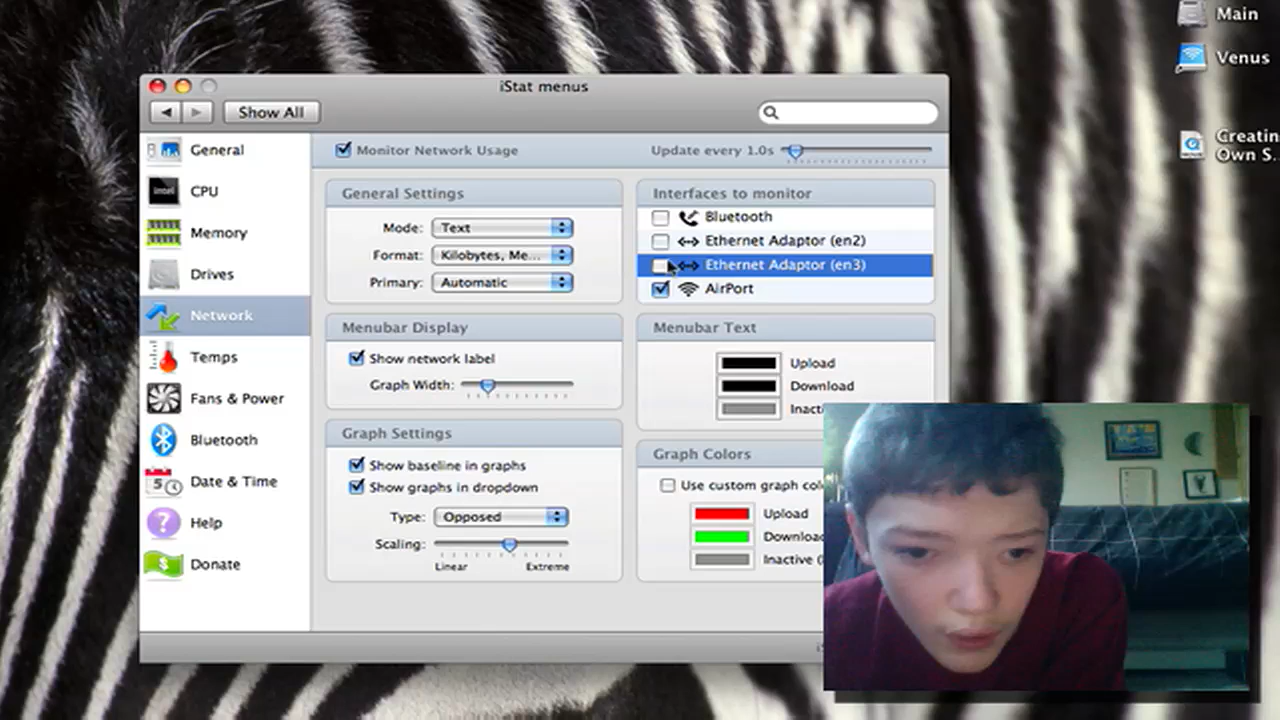 Main
Venus
Creatin
Own S...
iStat menus
Show All
General
CPU
Memory
Drives
Network
Temps
Fans & Power
Bluetooth
Date & Time
Help
Donate
Monitor Network Usage
Update every 1.0s
General Settings
Mode: Text
Format: Kilobytes, Me...
Primary: Automatic
Interfaces to monitor
Bluetooth
Ethernet Adaptor (en2)
Ethernet Adaptor (en3)
AirPort
Menubar Display
Show network label
Graph Width:
Menubar Text
Upload
Download
Inacti
Graph Settings
Show baseline in graphs
Show graphs in dropdown
Type: Opposed
Scaling:
Linear Extreme
Graph Colors
Use custom graph colo
Upload
Download
Inactive (